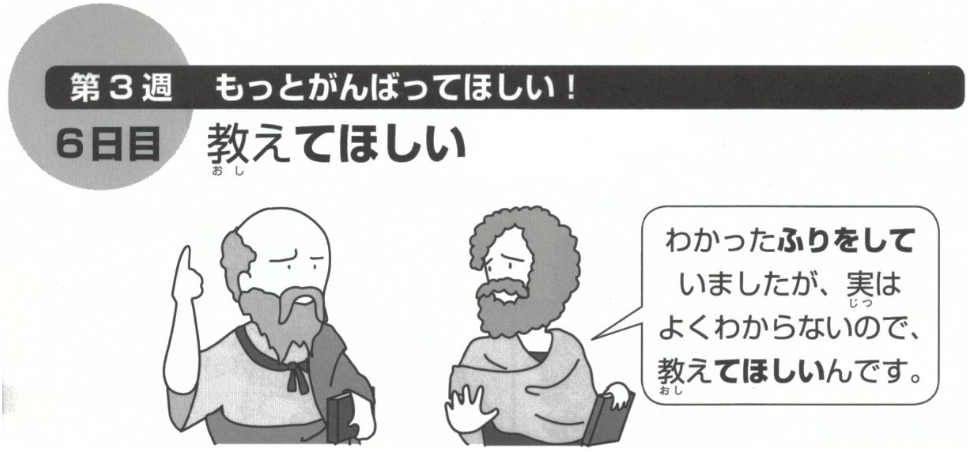 第3週 もっとがんばってほしい！
6日目 教えてほしい
おし
わかったふりをして
いましたが、実は
じつ
よくわからないので、
教えてほしいんです。
おし